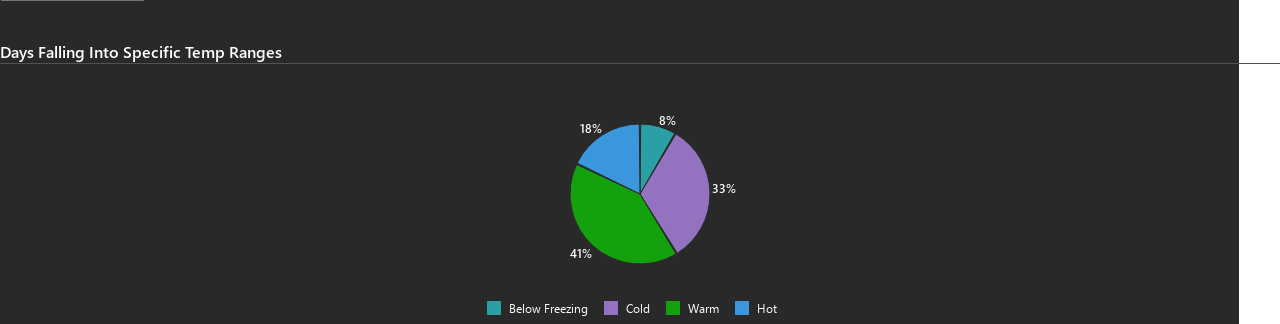 Days Falling Into Specific Temp Ranges
18%
8%
33%
41%
Below Freezing Cold Warm Hot